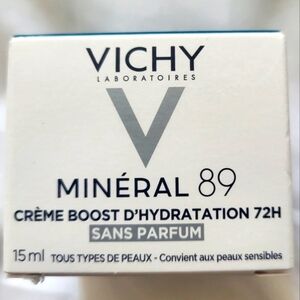 VICHY
LABORATOIRES
V
MINÉRAL 89
CRÈME BOOST D'HYDRATATION 72H
SANS PARFUM
15 ml TOUS TYPES DE PEAUX - Convient aux peaux sensibles